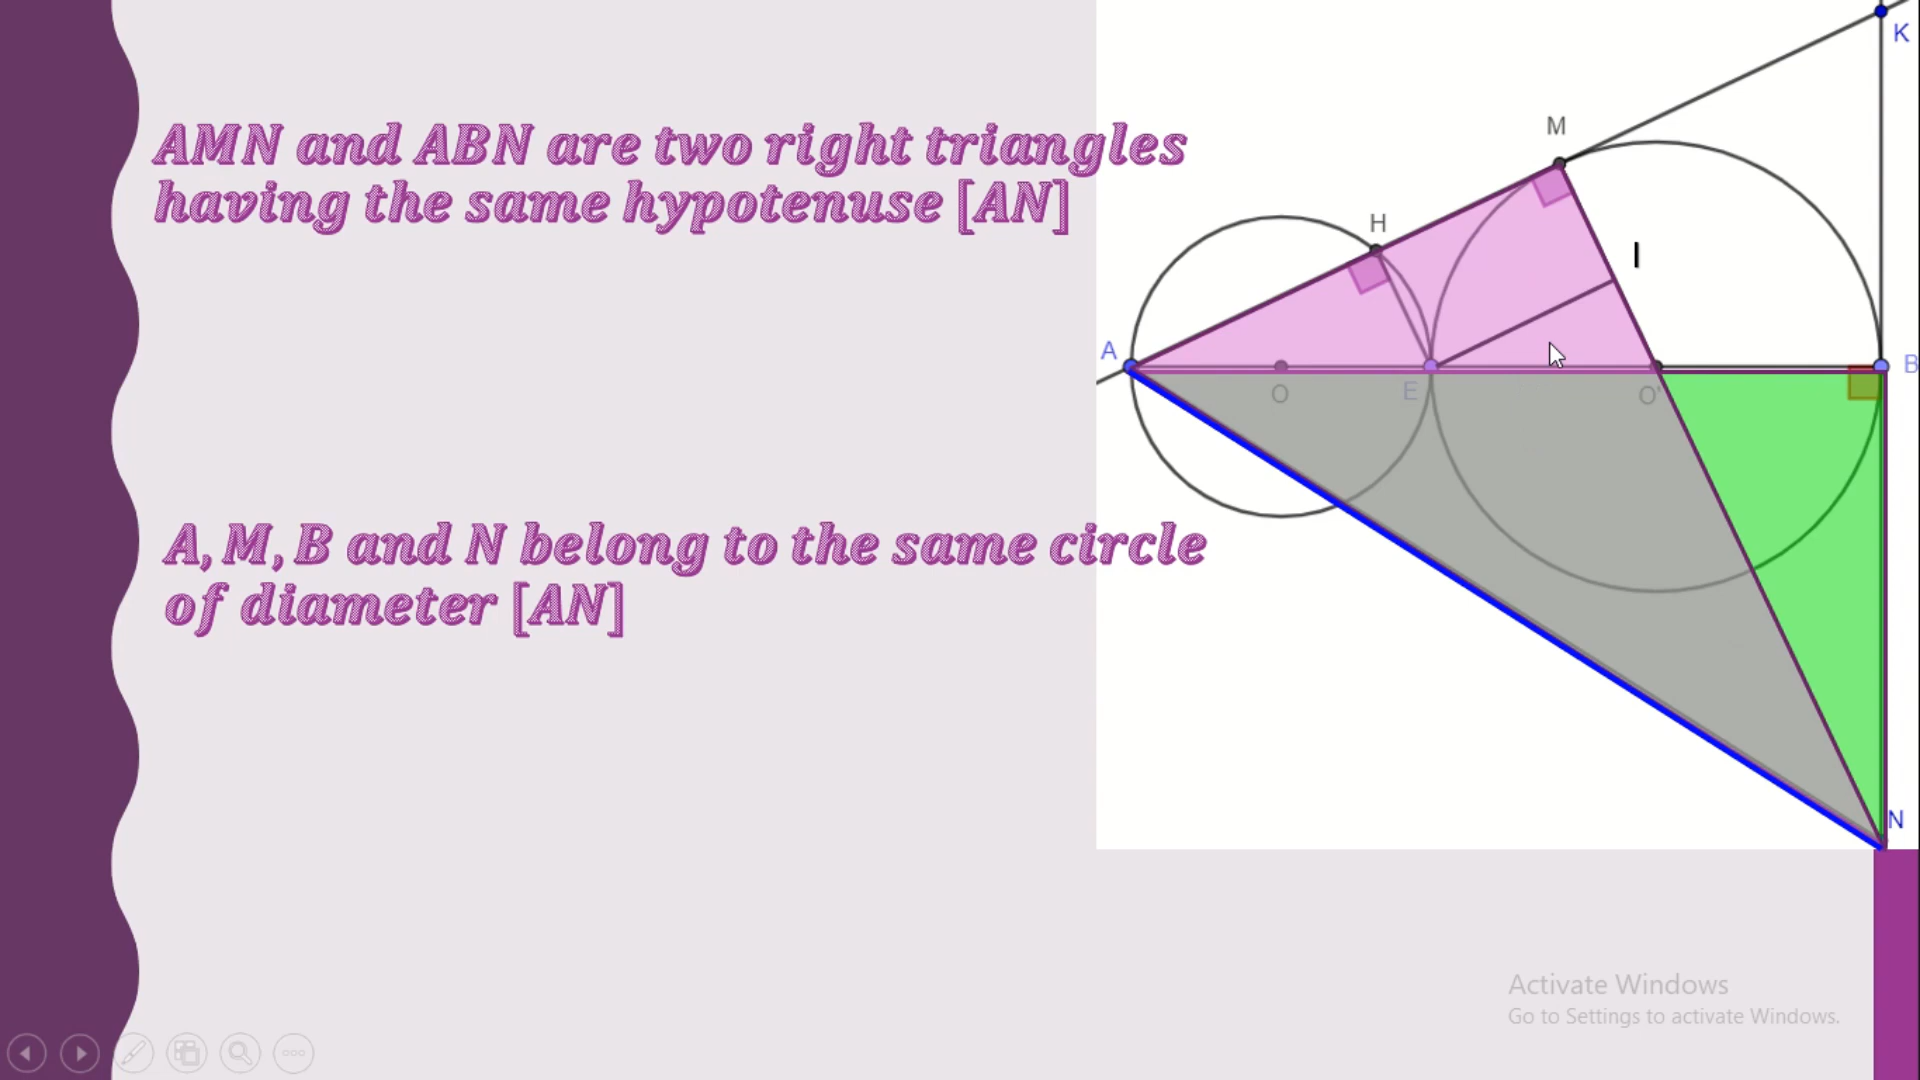 AMN and ABN are two right triangles
having the same hypotenuse [AN]
A, M, B and N belong to the same circle
of diameter [AN]
K
M
H
I
A
B
O
E
O'
N
Activate Windows
Go to Settings to activate Windows.